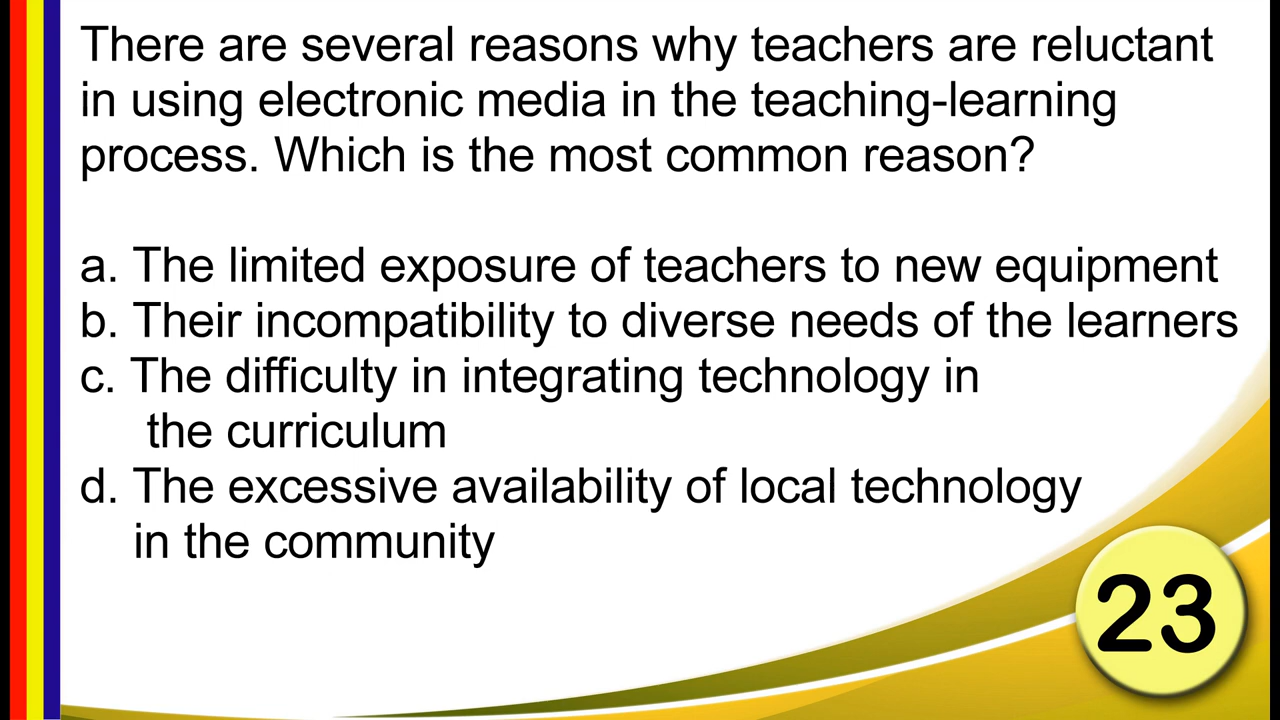 There are several reasons why teachers are reluctant
in using electronic media in the teaching-learning
process. Which is the most common reason?
a. The limited exposure of teachers to new equipment
b. Their incompatibility to diverse needs of the learners
c. The difficulty in integrating technology in
the curriculum
d. The excessive availability of local technology
in the community
23